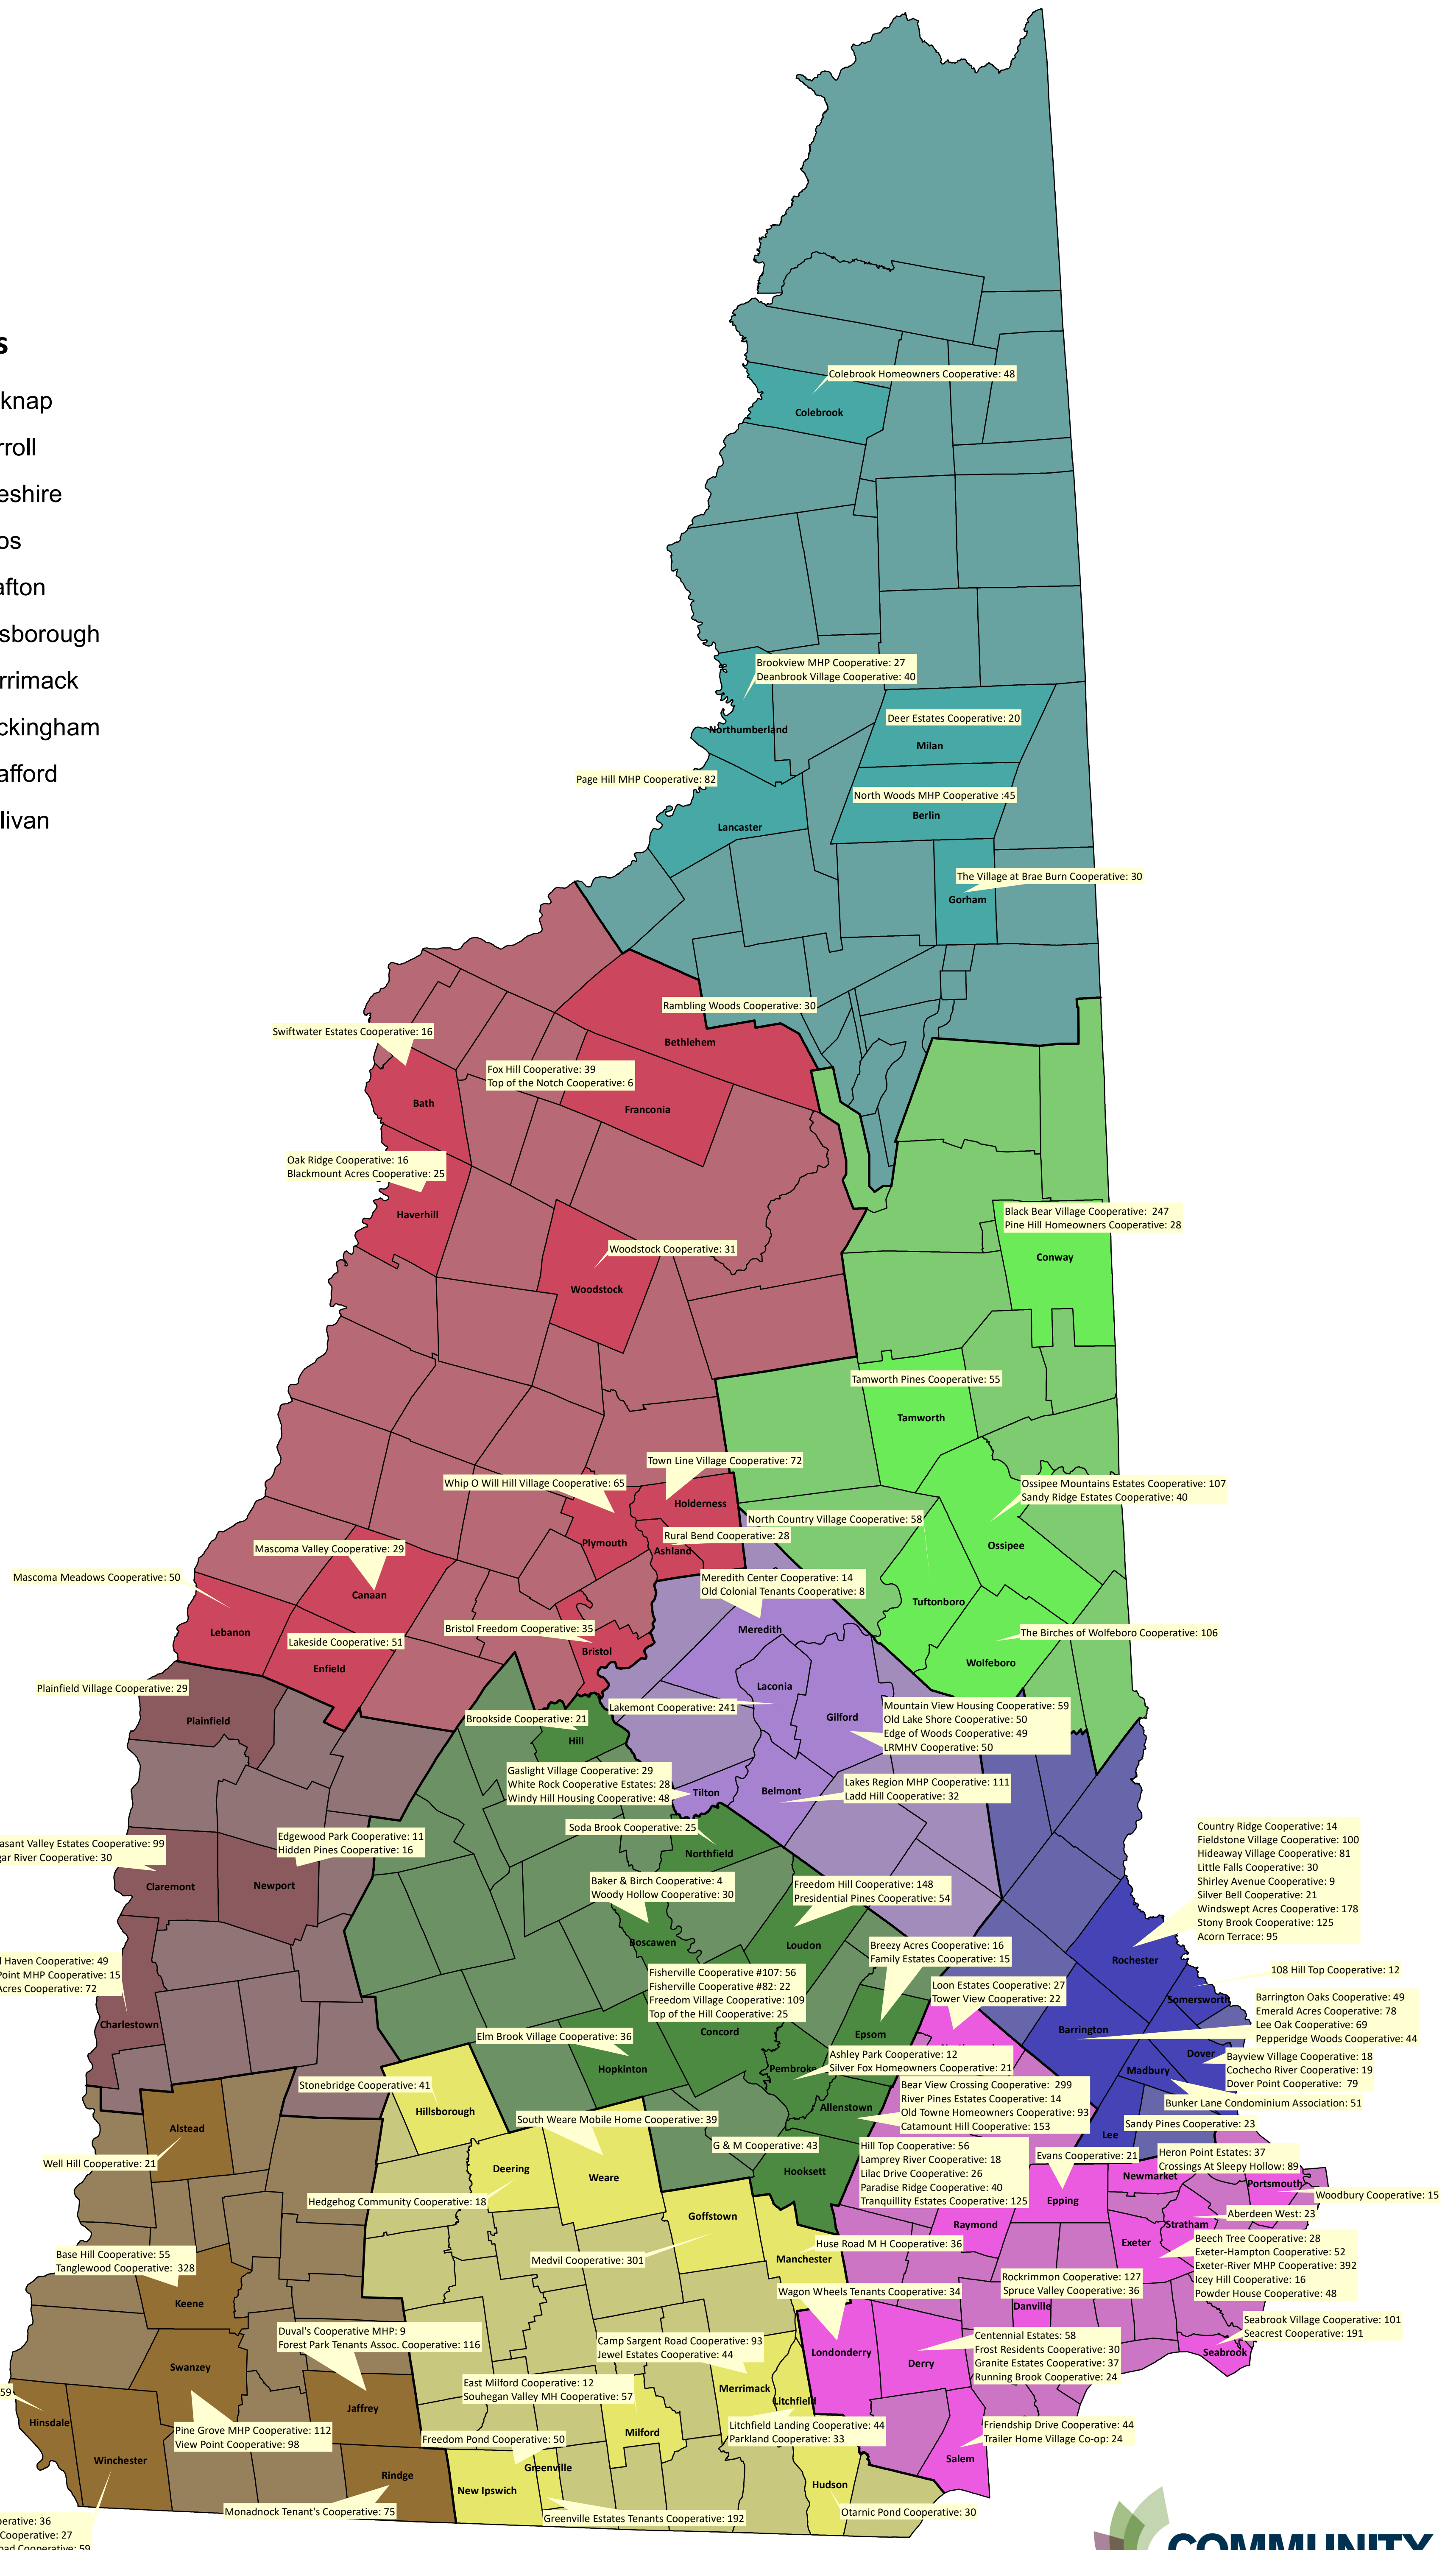 s
knap
rroll
eshire
os
afton
sborough
rrimack
ckingham
afford
livan
Colebrook Homeowners Cooperative: 48
Colebrook
Brookview MHP Cooperative: 27
Deanbrook Village Cooperative: 40
Northumberland
Deer Estates Cooperative: 20
Milan
Page Hill MHP Cooperative: 82
North Woods MHP Cooperative :45
Berlin
Lancaster
The Village at Brae Burn Cooperative: 30
Gorham
Rambling Woods Cooperative: 30
Bethlehem
Swiftwater Estates Cooperative: 16
Fox Hill Cooperative: 39
Top of the Notch Cooperative: 6
Bath
Franconia
Oak Ridge Cooperative: 16
Blackmount Acres Cooperative: 25
Haverhill
Black Bear Village Cooperative: 247
Pine Hill Homeowners Cooperative: 28
Conway
Woodstock Cooperative: 31
Woodstock
Tamworth Pines Cooperative: 55
Tamworth
Town Line Village Cooperative: 72
Whip O Will Hill Village Cooperative: 65
Holderness
Ossipee Mountains Estates Cooperative: 107
Sandy Ridge Estates Cooperative: 40
North Country Village Cooperative: 58
Rural Bend Cooperative: 28
Plymouth
Ashland
Ossipee
Mascoma Valley Cooperative: 29
Mascoma Meadows Cooperative: 50
Canaan
Meredith Center Cooperative: 14
Old Colonial Tenants Cooperative: 8
Tuftonboro
Lebanon
Bristol Freedom Cooperative: 35
Meredith
The Birches of Wolfeboro Cooperative: 106
Lakeside Cooperative: 51
Bristol
Enfield
Wolfeboro
Plainfield Village Cooperative: 29
Laconia
Lakemont Cooperative: 241
Mountain View Housing Cooperative: 59
Old Lake Shore Cooperative: 50
Edge of Woods Cooperative: 49
LRMHV Cooperative: 50
Gilford
Plainfield
Brookside Cooperative: 21
Hill
Gaslight Village Cooperative: 29
White Rock Cooperative Estates: 28
Windy Hill Housing Cooperative: 48
Tilton
Belmont
Lakes Region MHP Cooperative: 111
Ladd Hill Cooperative: 32
Soda Brook Cooperative: 25
Northfield
asant Valley Estates Cooperative: 99
gar River Cooperative: 30
Edgewood Park Cooperative: 11
Hidden Pines Cooperative: 16
Claremont
Newport
Country Ridge Cooperative: 14
Fieldstone Village Cooperative: 100
Hideaway Village Cooperative: 81
Little Falls Cooperative: 30
Shirley Avenue Cooperative: 9
Silver Bell Cooperative: 21
Windswept Acres Cooperative: 178
Stony Brook Cooperative: 125
Acorn Terrace: 95
Baker & Birch Cooperative: 4
Woody Hollow Cooperative: 30
Freedom Hill Cooperative: 148
Presidential Pines Cooperative: 54
Boscawen
Loudon
Breezy Acres Cooperative: 16
Family Estates Cooperative: 15
Rochester
l Haven Cooperative: 49
Point MHP Cooperative: 15
Acres Cooperative: 72
Fisherville Cooperative #107: 56
Fisherville Cooperative #82: 22
Freedom Village Cooperative: 109
Top of the Hill Cooperative: 25
Loon Estates Cooperative: 27
Tower View Cooperative: 22
108 Hill Top Cooperative: 12
Somersworth
Barrington Oaks Cooperative: 49
Emerald Acres Cooperative: 78
Lee Oak Cooperative: 69
Pepperidge Woods Cooperative: 44
Charlestown
Elm Brook Village Cooperative: 36
Concord
Epsom
Barrington
Hopkinton
Pembroke
Ashley Park Cooperative: 12
Silver Fox Homeowners Cooperative: 21
Dover
Madbury
Bayview Village Cooperative: 18
Cochecho River Cooperative: 19
Dover Point Cooperative: 79
Stonebridge Cooperative: 41
Hillsborough
Bear View Crossing Cooperative: 299
River Pines Estates Cooperative: 14
Old Towne Homeowners Cooperative: 93
Catamount Hill Cooperative: 153
Allenstown
Bunker Lane Condominium Association: 51
Alstead
South Weare Mobile Home Cooperative: 39
Sandy Pines Cooperative: 23
Lee
G & M Cooperative: 43
Well Hill Cooperative: 21
Deering
Weare
Hooksett
Hill Top Cooperative: 56
Lamprey River Cooperative: 18
Lilac Drive Cooperative: 26
Paradise Ridge Cooperative: 40
Tranquillity Estates Cooperative: 125
Evans Cooperative: 21
Heron Point Estates: 37
Crossings At Sleepy Hollow: 89
Newmarket
Portsmouth
Woodbury Cooperative: 15
Hedgehog Community Cooperative: 18
Epping
Goffstown
Raymond
Stratham
Aberdeen West: 23
Exeter
Beech Tree Cooperative: 28
Exeter-Hampton Cooperative: 52
Exeter-River MHP Cooperative: 392
Icey Hill Cooperative: 16
Powder House Cooperative: 48
Base Hill Cooperative: 55
Tanglewood Cooperative: 328
Medvil Cooperative: 301
Manchester
Huse Road M H Cooperative: 36
Keene
Wagon Wheels Tenants Cooperative: 34
Rockrimmon Cooperative: 127
Spruce Valley Cooperative: 36
Danville
Seabrook Village Cooperative: 101
Seacrest Cooperative: 191
Seabrook
Duval's Cooperative MHP: 9
Forest Park Tenants Assoc. Cooperative: 116
Camp Sargent Road Cooperative: 93
Jewel Estates Cooperative: 44
Londonderry
Derry
Centennial Estates: 58
Frost Residents Cooperative: 30
Granite Estates Cooperative: 37
Running Brook Cooperative: 24
Swanzey
East Milford Cooperative: 12
Souhegan Valley MH Cooperative: 57
Merrimack
Litchfield
59
Jaffrey
Hinsdale
Pine Grove MHP Cooperative: 112
View Point Cooperative: 98
Milford
Litchfield Landing Cooperative: 44
Parkland Cooperative: 33
Friendship Drive Cooperative: 44
Trailer Home Village Co-op: 24
Freedom Pond Cooperative: 50
Winchester
Salem
Greenville
Rindge
New Ipswich
Hudson
Monadnock Tenant's Cooperative: 75
Greenville Estates Tenants Cooperative: 192
Otarnic Pond Cooperative: 30
perative: 36
Cooperative: 27
oad Cooperative: 59
COMMUNITY